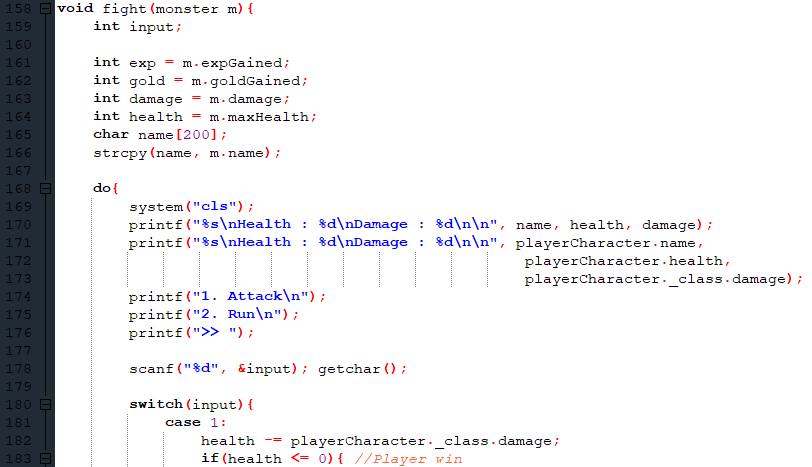 158 void fight(monster m){
159     int input;
160
161     int exp = m.expGained;
162     int gold = m.goldGained;
163     int damage = m.damage;
164     int health = m.maxHealth;
165     char name[200];
166     strcpy(name, m.name);
167
168     do{
169         system("cls");
170         printf("%s\nHealth : %d\nDamage : %d\n\n", name, health, damage);
171         printf("%s\nHealth : %d\nDamage : %d\n\n", playerCharacter.name,
172                                                     playerCharacter.health,
173                                                     playerCharacter._class.damage);
174         printf("1. Attack\n");
175         printf("2. Run\n");
176         printf(">> ");
177
178         scanf("%d", &input); getchar();
179
180         switch(input){
181             case 1:
182                 health -= playerCharacter._class.damage;
183                 if(health <= 0){ //Player win